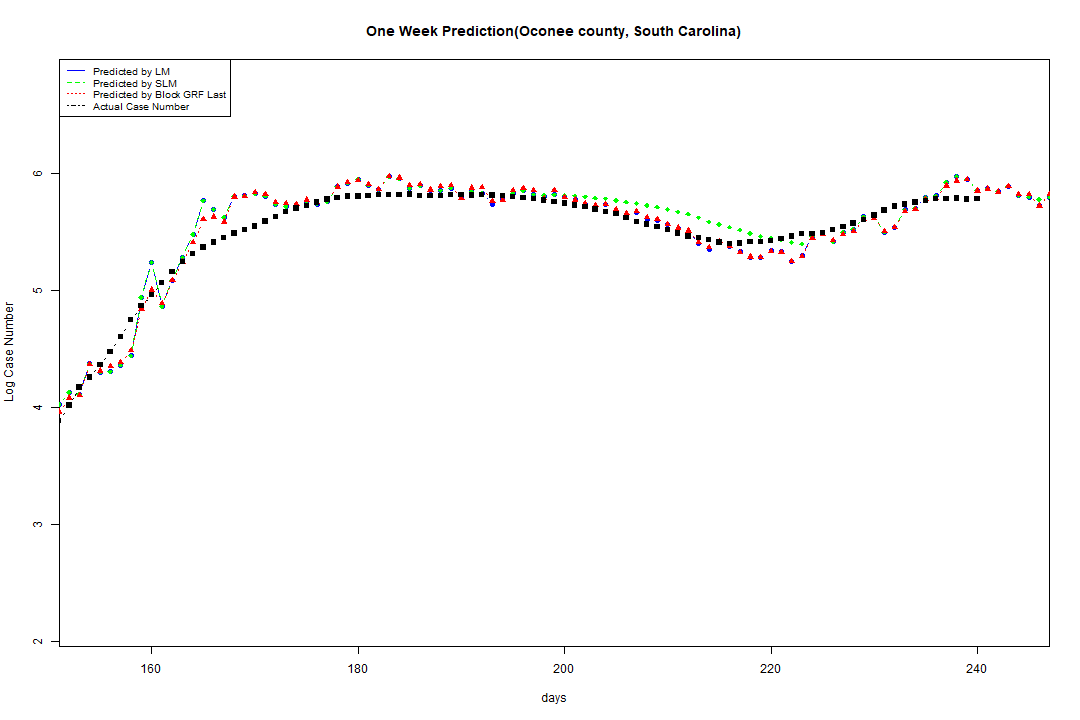 One Week Prediction(Oconee county, South Carolina)
Predicted by LM
Predicted by SLM
Predicted by Block GRF Last
Actual Case Number
6
5
4
3
2
Log Case Number
160 180 200 220 240
days